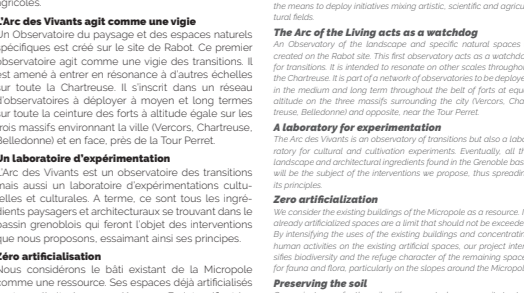 agricoles.
L'Arc des Vivants agit comme une vigie
Un Observatoire du paysage et des espaces naturels
spécifiques est créé sur le site de Rabot. Ce premier
observatoire agit comme une vigie des transitions. Il
est amené à entrer en résonance à d'autres échelles
sur toute la Chartreuse. Il s'inscrit dans un réseau
d'observatoires à déployer à moyen et long termes
sur toute la ceinture des forts à altitude égale sur les
trois massifs environnant la ville (Vercors, Chartreuse,
Belledonne) et en face, près de la Tour Perret.
Un laboratoire d'expérimentation
L'Arc des Vivants est un observatoire des transitions
mais aussi un laboratoire d'expérimentations cultu-
relles et culturales. A terme, ce sont tous les ingré-
dients paysagers et architecturaux se trouvant dans le
bassin grenoblois qui feront l'objet des interventions
que nous proposons, essaimant ainsi ses principes.
Zéro artificialisation
Nous considérons le bâti existant de la Micropole
comme une ressource. Ses espaces déjà artificialisés
the means to deploy initiatives mixing artistic, scientific and agricul-
tural fields.
The Arc of the Living acts as a watchdog
An Observatory of the landscape and specific natural spaces
created on the Rabot site. This first observatory acts as a watchdog
for transitions. It is intended to resonate on other scales throughout
the Chartreuse. It is part of a network of observatories to be deployed
in the medium and long term throughout the belt of forts at equal
altitude on the three massifs surrounding the city (Vercors, Char-
treuse, Belledonne) and opposite, near the Tour Perret.
A laboratory for experimentation
The Arc des Vivants is an observatory of transitions but also a labo-
ratory for cultural and cultivation experiments. Eventually, all the
landscape and architectural ingredients found in the Grenoble basin
will be the subject of the interventions we propose, thus spreading
its principles.
Zero artificialization
We consider the existing buildings of the Micropole as a resource. Its
already artificialized spaces are a limit that should not be exceeded.
By intensifying the uses of the existing buildings and concentrating
human activities on the existing artificial spaces, our project inten-
sifies biodiversity and the refuge character of the remaining spaces
for fauna and flora, particularly on the slopes around the Micropole.
Preserving the soil